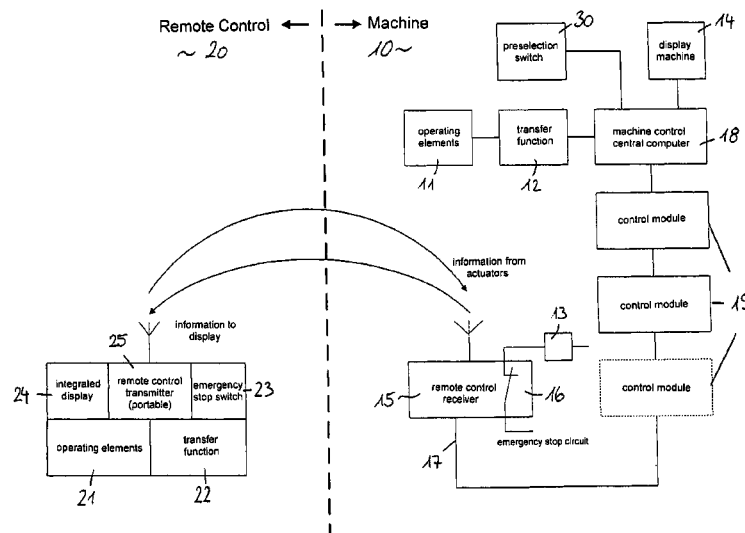 Remote Control
~ 20
Machine
10 ~
30
preselection
switch
14
display
machine
operating
elements
11
transfer
function
12
machine control
central computer
18
control module
control module
control module
19
information from
actuators
information to
display
25
24
integraled
display
remote control
transmitter
(portable)
emergency
stop switch
23
operating elements
21
transfer
function
22
15
remote control
receiver
13
16
emergency stop circuit
17